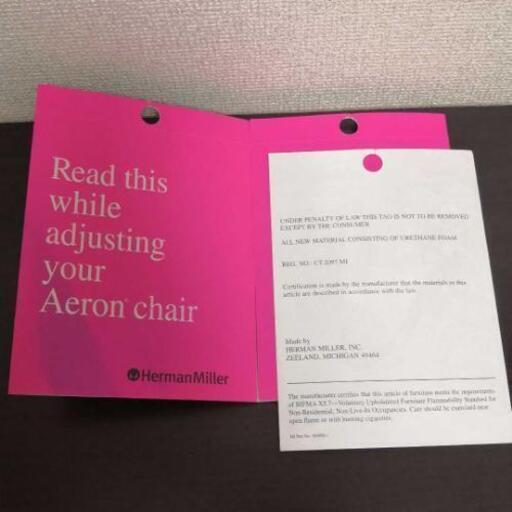 Read this
while
adjusting
your
Aeron® chair
HermanMiller
UNDER PENALTY OF LAW THIS TAG IS NOT TO BE REMOVED
EXCEPT BY THE CONSUMER
ALL NEW MATERIAL CONSISTING OF URETHANE FOAM
REG. NO.: CT 2097 MI
Certification is made by the manufacturer that the materials in this
article are described in accordance with the law.
Made by
HERMAN MILLER, INC.
ZEELAND, MICHIGAN 49464
The manufacturer certifies that this article of furniture meets the requirements
of BIFMA X5.7—Voluntary Upholstered Furniture Flammability Standard for
Non-Residential, Non-Live-In Occupancies. Care should be exercised near
open flame or with burning cigarettes.